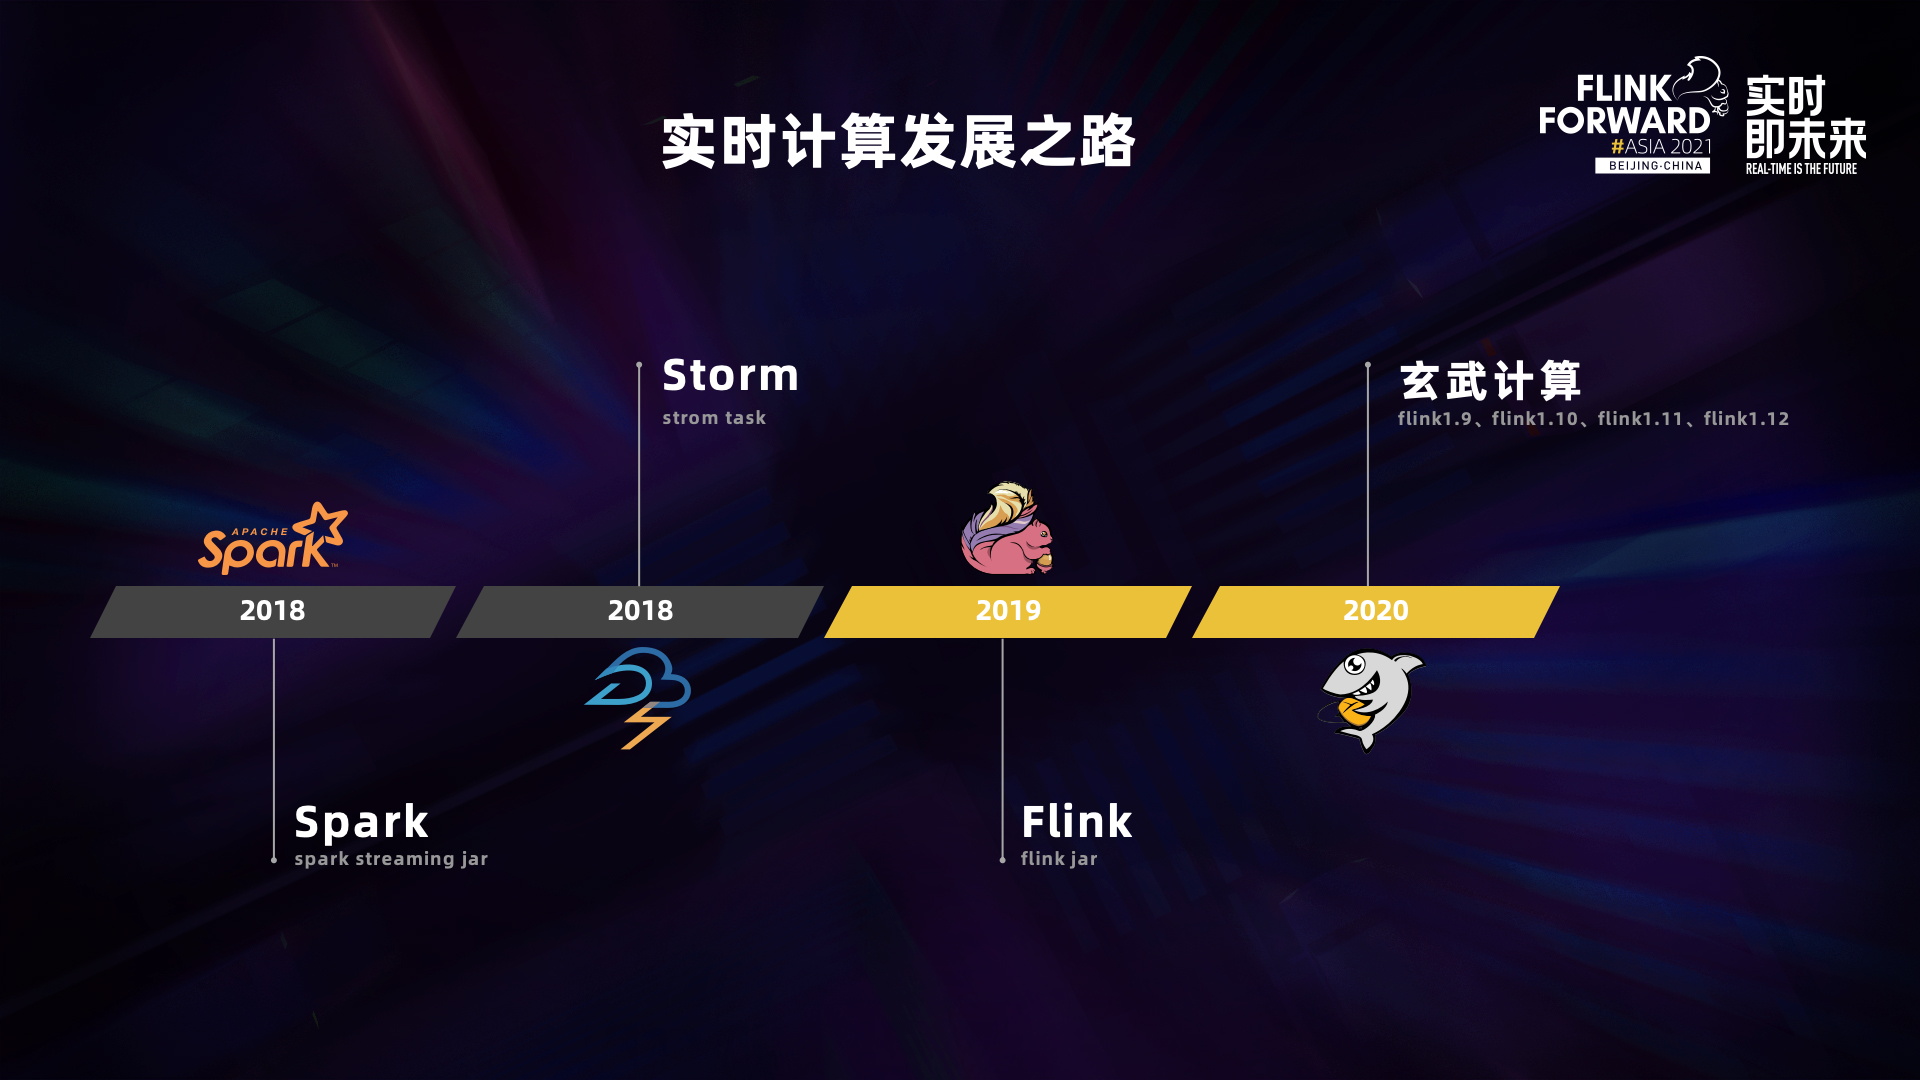 实时计算发展之路
FLINK
FORWARD
#ASIA 2021
BEIJING·CHINA
实时
即未来
REAL-TIME IS THE FUTURE
Storm
strom task
玄武计算
flink1.9、flink1.10、flink1.11、flink1.12
APACHE
Spark™
2018
2018
2019
2020
Spark
spark streaming jar
Flink
flink jar